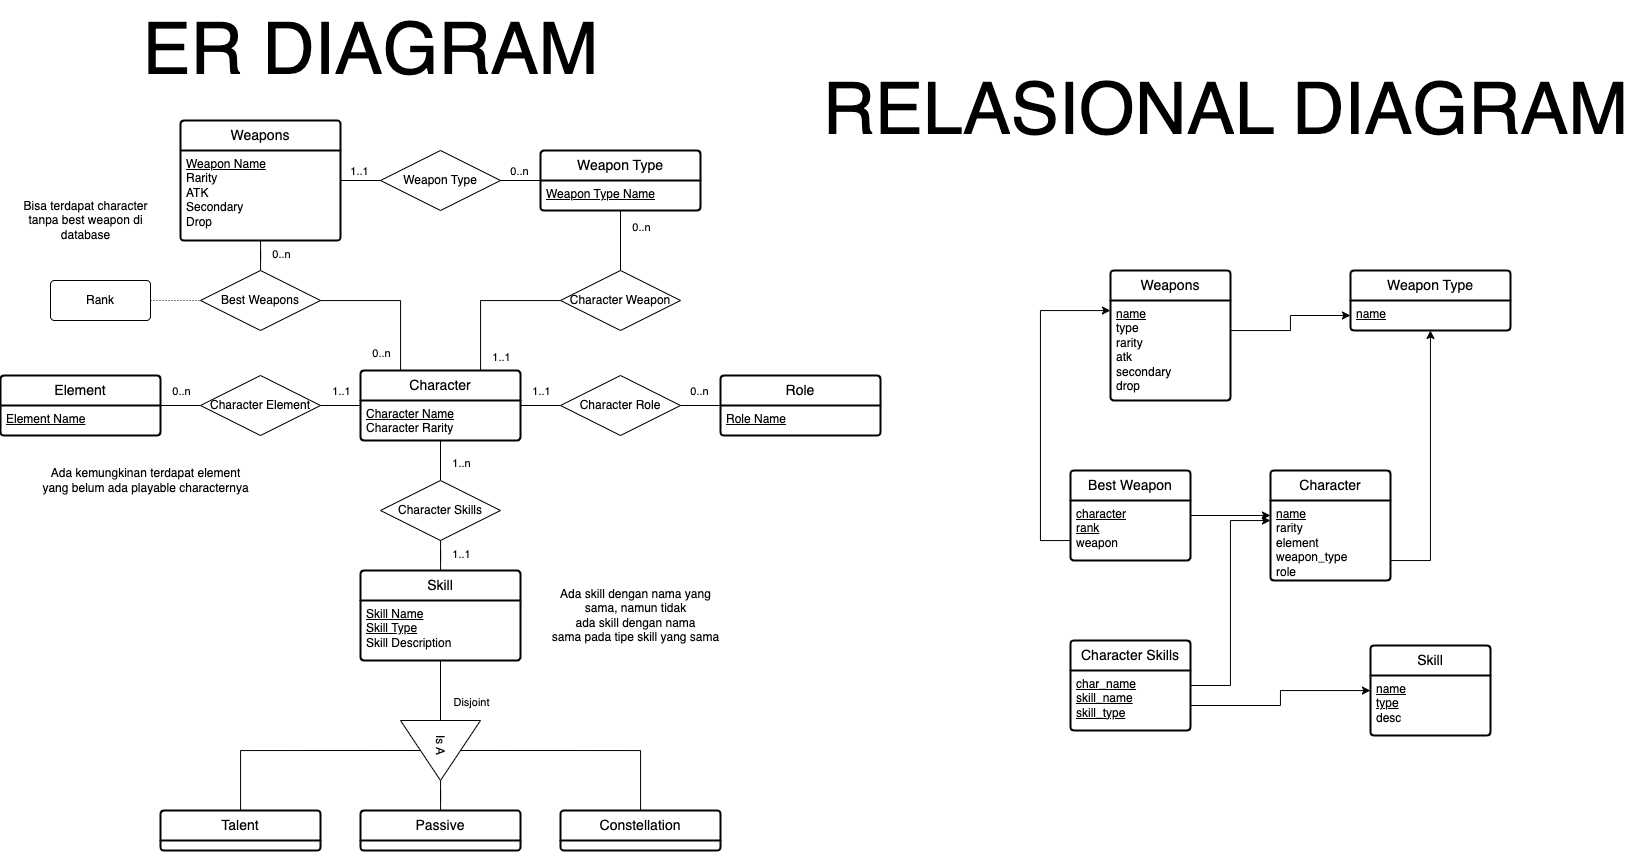 ER DIAGRAM
Weapons
Weapon Name
Rarity
ATK
Secondary
Drop
1..1
Weapon Type
0..n
Weapon Type
Weapon Type Name
Bisa terdapat character
tanpa best weapon di
database
0..n
0..n
Rank
Best Weapons
Character Weapon
0..n
1..1
Element
Element Name
0..n
Character Element
1..1
Character
Character Name
Character Rarity
1..1
Character Role
0..n
Role
Role Name
Ada kemungkinan terdapat element
yang belum ada playable characternya
1..n
Character Skills
1..1
Skill
Skill Name
Skill Type
Skill Description
Ada skill dengan nama yang
sama, namun tidak
ada skill dengan nama
sama pada tipe skill yang sama
Disjoint
Is A
Talent
Passive
Constellation
RELASIONAL DIAGRAM
Weapons
name
type
rarity
atk
secondary
drop
Weapon Type
name
Best Weapon
character
rank
weapon
Character
name
rarity
element
weapon_type
role
Character Skills
char_name
skill_name
skill_type
Skill
name
type
desc